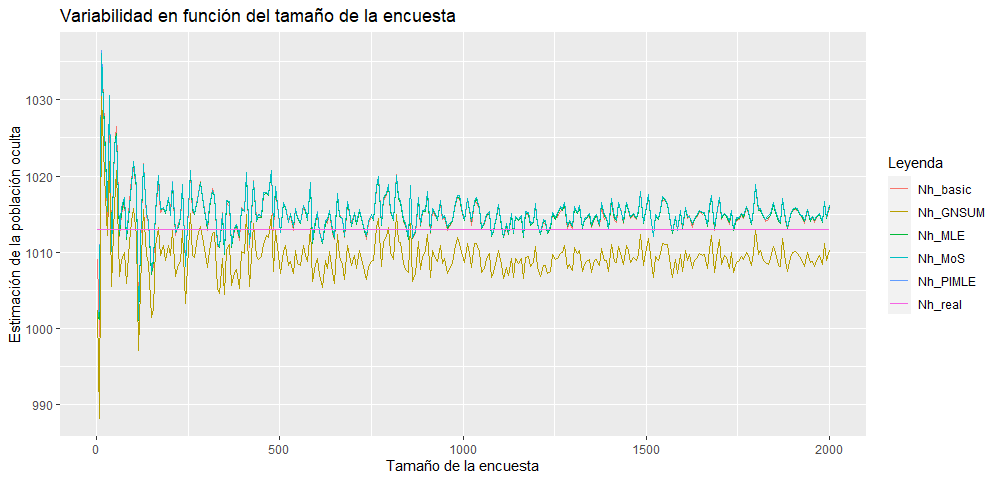 Variabilidad en función del tamaño de la encuesta
Estimación de la población oculta
1030
1020
1010
1000
990
0
500
1000
1500
2000
Tamaño de la encuesta
Leyenda
Nh_basic
Nh_GNSUM
Nh_MLE
Nh_MoS
Nh_PIMLE
Nh_real